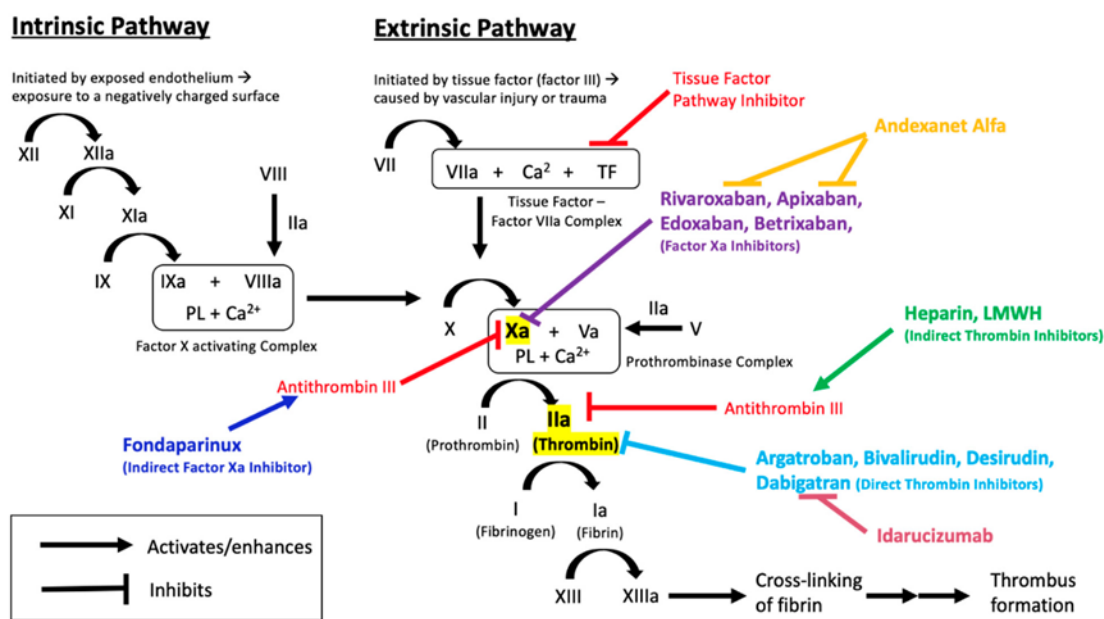 Intrinsic Pathway
Initiated by exposed endothelium →
exposure to a negatively charged surface
XII
XIIa
XI
XIa
VIII
IIa
IX
IXa + VIIIa
PL + Ca²⁺
Factor X activating Complex
Extrinsic Pathway
Initiated by tissue factor (factor III) →
caused by vascular injury or trauma
VII
VIIa + Ca² + TF
Tissue Factor –
Factor VIIa Complex
Tissue Factor
Pathway Inhibitor
Andexanet Alfa
Rivaroxaban, Apixaban,
Edoxaban, Betrixaban,
(Factor Xa Inhibitors)
X
Xa + Va
PL + Ca²⁺
IIa
V
Prothrombinase Complex
Heparin, LMWH
(Indirect Thrombin Inhibitors)
Antithrombin III
Fondaparinux
(Indirect Factor Xa Inhibitor)
II
(Prothrombin)
IIa
(Thrombin)
Antithrombin III
Argatroban, Bivalirudin, Desirudin,
Dabigatran (Direct Thrombin Inhibitors)
Idarucizumab
I
(Fibrinogen)
Ia
(Fibrin)
XIII
XIIIa
Cross-linking
of fibrin
Thrombus
formation
Activates/enhances
Inhibits